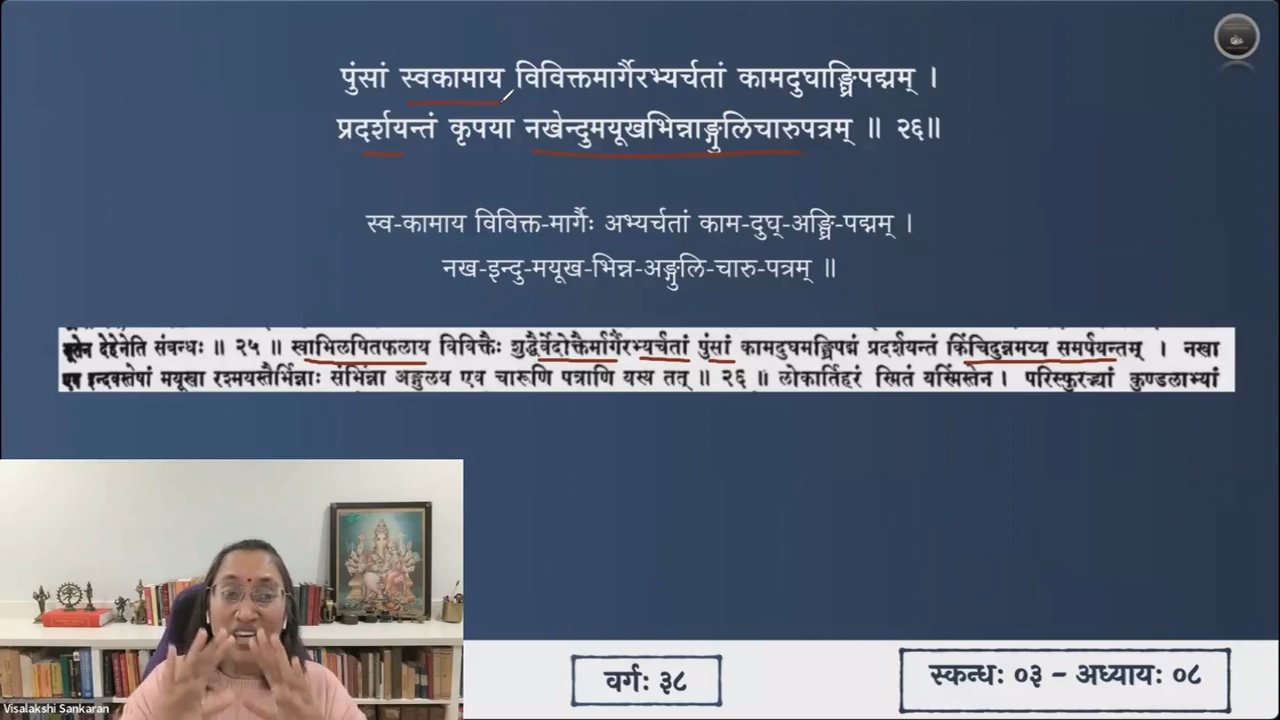 पुंसां स्वकामाय विविक्तमार्गैरभ्यर्चतां कामदुघाङ्घ्रिपद्मम् ।
प्रदर्शयन्तं कृपया नखेन्दुमयूखभिन्नाङ्गुलिचारुपत्रम् ॥ २६॥
स्व-कामाय विविक्त-मार्गैः अभ्यर्चतां काम-दुघ्-अङ्घ्रि-पद्मम् ।
नख-इन्दु-मयूख-भिन्न-अङ्गुलि-चारु-पत्रम् ॥
देहेनेति संबन्धः ॥ २५ ॥ स्वाभिलषितफलाय विविक्तैः शुद्धैर्वेदोक्तैर्मार्गैरभ्यर्चतां पुंसां कामदुघमङ्घ्रिपद्मं प्रदर्शयन्तं किंचिदुन्नमय्य समर्पयन्तम् । नखा
एव इन्दवस्तेषां मयूखा रश्मयस्तैर्भिन्नाः संभिन्ना अङ्गुलय एव चारूणि पत्राणि यस्य तत् ॥ २६ ॥ लोकार्तिहरं स्मितं यस्मिंस्तेन । परिस्फुरद्भ्यां कुण्डलाभ्यां
Visalakshi Sankaran
वर्गः ३८
स्कन्धः ०३ - अध्यायः ०८